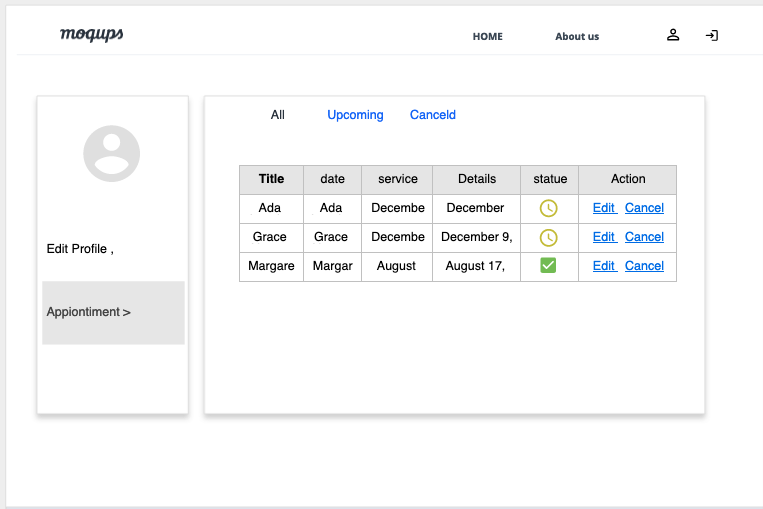 moqups HOME About us
All Upcoming Canceld
Title date service Details statue Action
Ada Ada Decembe December Edit Cancel
Grace Grace Decembe December 9, Edit Cancel
Margare Margar August August 17, Edit Cancel
Edit Profile ,
Appiontiment >